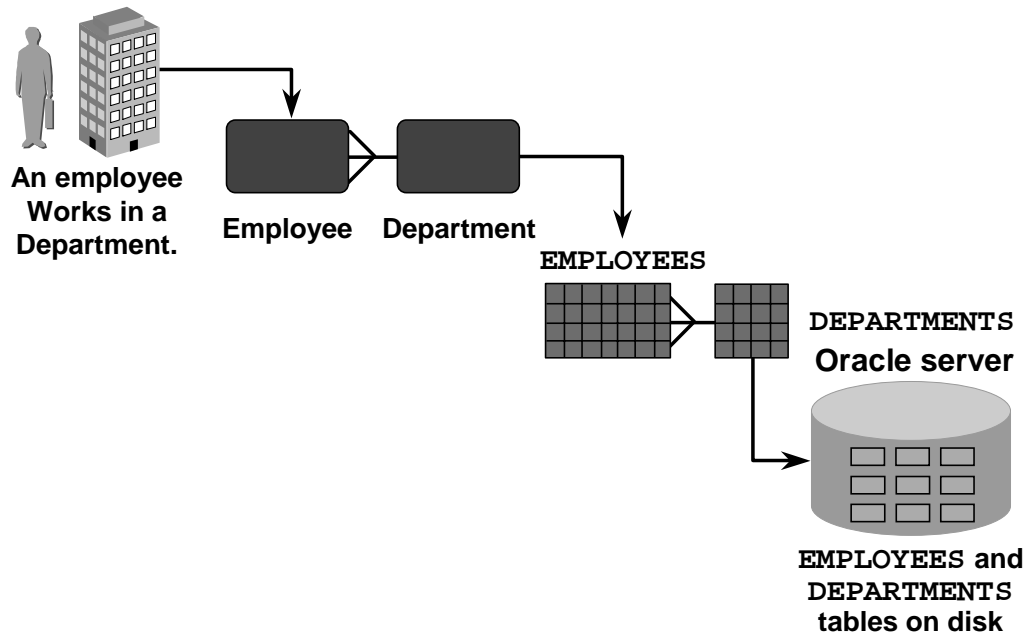 An employee
Works in a
Department.
Employee
Department
EMPLOYEES
DEPARTMENTS
Oracle server
EMPLOYEES and
DEPARTMENTS
tables on disk